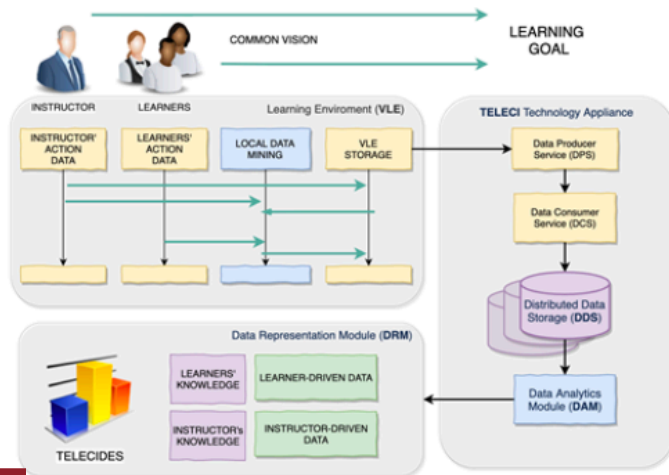 COMMON VISION
LEARNING
GOAL
INSTRUCTOR
LEARNERS
Learning Enviroment (VLE)
INSTRUCTOR'
ACTION
DATA
LEARNERS'
ACTION
DATA
LOCAL DATA
MINING
VLE
STORAGE
TELECI Technology Appliance
Data Producer
Service (DPS)
Data Consumer
Service (DCS)
Distributed Data
Storage (DDS)
Data Analytics
Module (DAM)
Data Representation Module (DRM)
TELECIDES
LEARNERS'
KNOWLEDGE
LEARNER-DRIVEN DATA
INSTRUCTOR's
KNOWLEDGE
INSTRUCTOR-DRIVEN
DATA